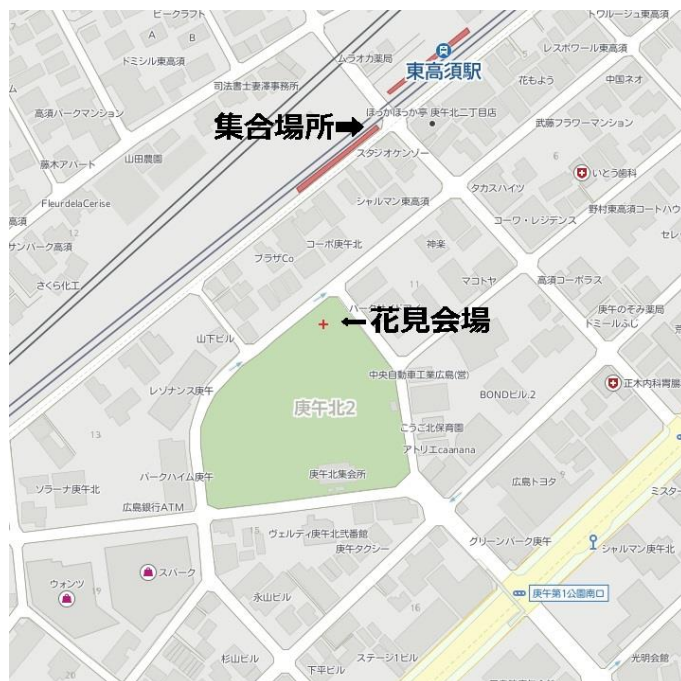 ビークラフト
トワルージュ東高須
A
B
ドミシル東高須
ムラオカ薬局
東高須駅
レスポワール東高須
司法書士妻澤事務所
花もよう
中国ネオ
高須パークマンション
ほっかほっか亭 庚午北二丁目店
集合場所➡
武藤フラワーマンション
藤木アパート
山田農園
スタジオケンゾー
6
いとう歯科
タカスハイツ
FleurdelaCerise
シャルマン東高須
野村東高須コートハウ
高須
コーワ・レジデンス
サンパーク高須
コーポ庚午北
神楽
セレ
プラザCo
さくら化工
11
マコトヤ
高須コーポラス
庚午のぞみ薬局
ドミールふじ
荒
←花見会場
山下ビル
中央自動車工業広島(営)
レゾナンス庚午
正木内科胃腸
BONDビル.2
庚午北2
13
こうご北保育園
アトリエcaanana
パークハイム庚午
庚午北集会所
ソラーナ庚午北
広島トヨタ
9
広島銀行ATM
ミスター
15
ヴェルディ庚午北弐番館
グリーンパーク庚午
庚午タクシー
シャルマン庚午北
スパーク
ウォンツ
19
永山ビル
庚午第1公園南口
16
杉山ビル
ステージ1ビル
下平ビル
光明会館
20